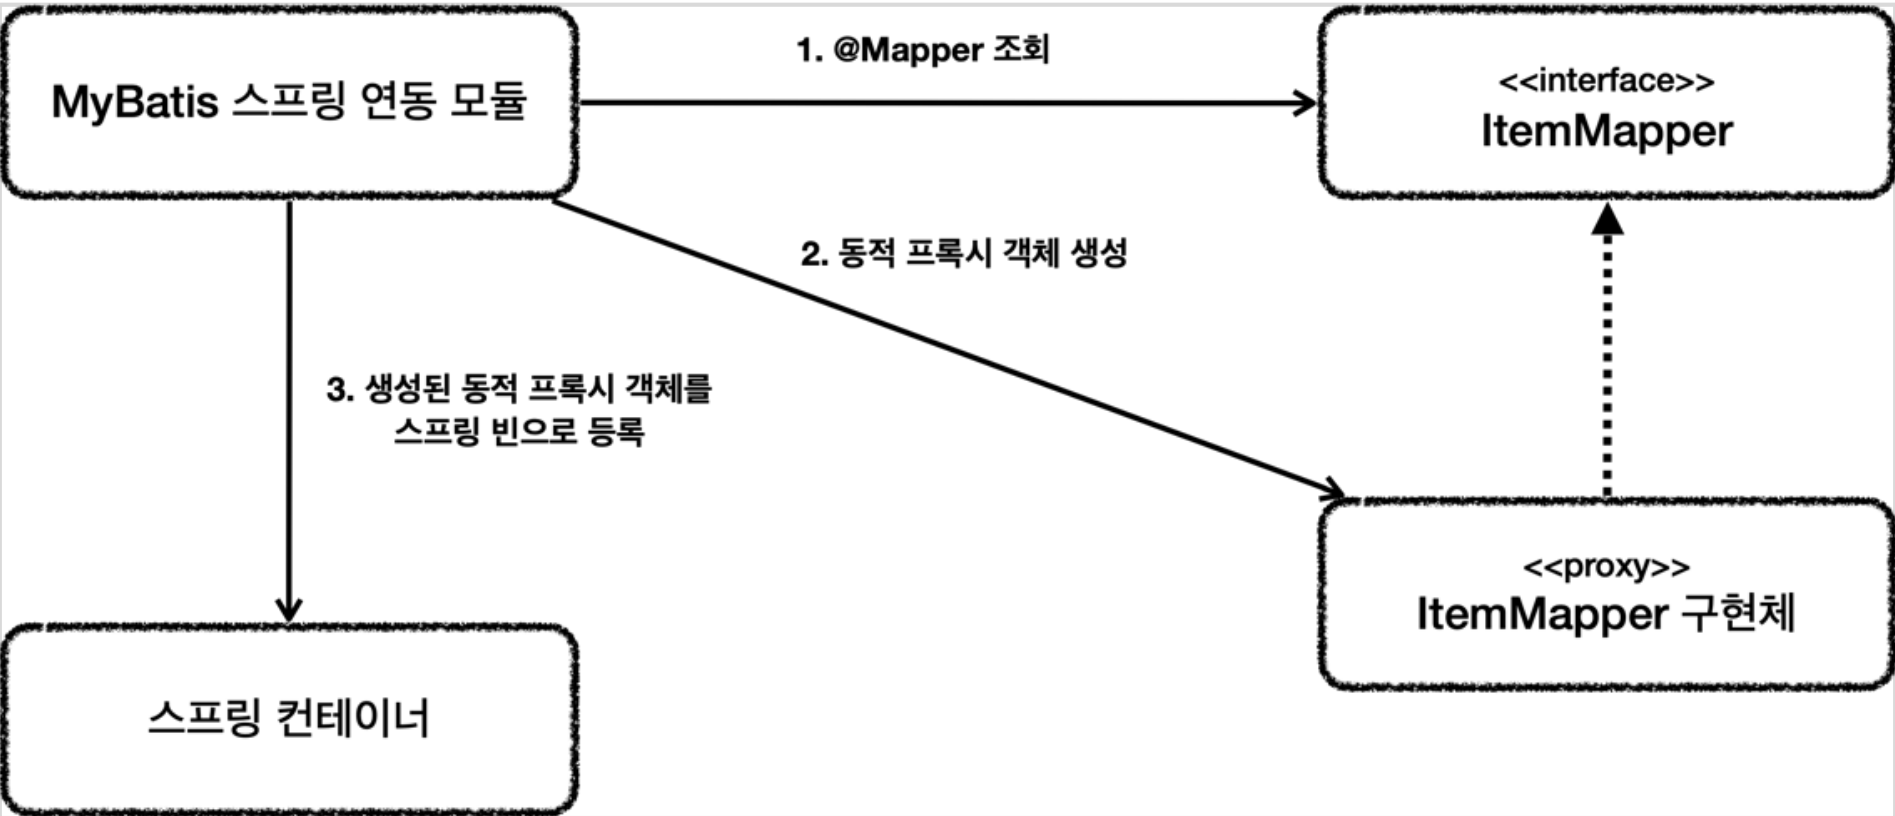 MyBatis 스프링 연동 모듈
1. @Mapper 조회
<<interface>>
ItemMapper
2. 동적 프록시 객체 생성
3. 생성된 동적 프록시 객체를
스프링 빈으로 등록
<<proxy>>
ItemMapper 구현체
스프링 컨테이너